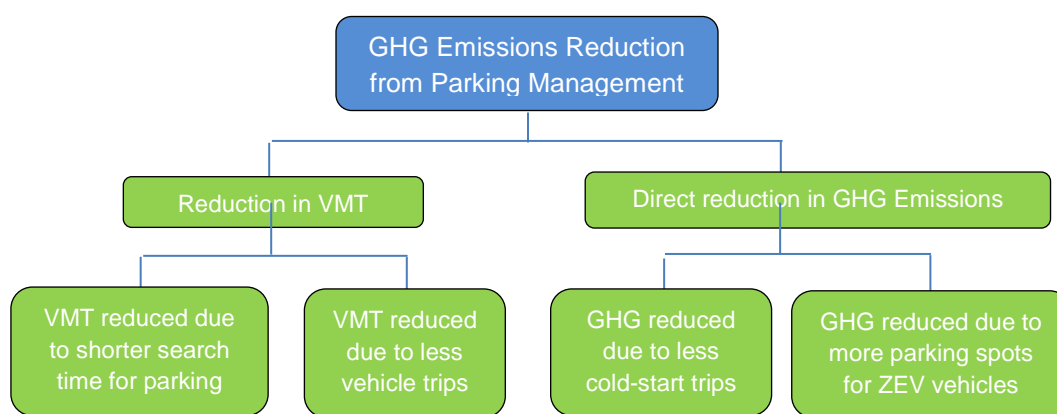 GHG Emissions Reduction
from Parking Management
Reduction in VMT
Direct reduction in GHG Emissions
VMT reduced due
to shorter search
time for parking
VMT reduced
due to less
vehicle trips
GHG reduced
due to less
cold-start trips
GHG reduced due to
more parking spots
for ZEV vehicles